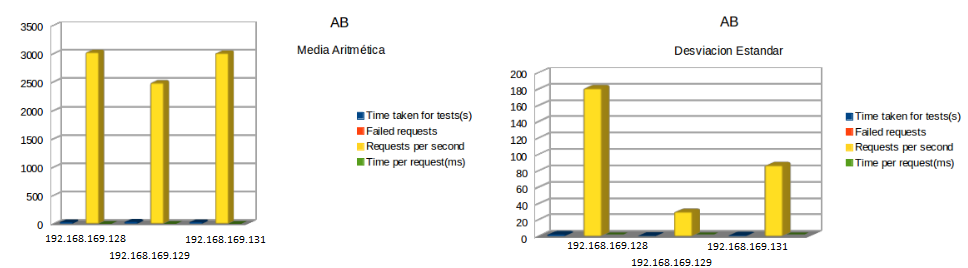 AB
Media Aritmética
3500
3000
2500
2000
1500
1000
500
0
192.168.169.128
192.168.169.129
192.168.169.131
Time taken for tests(s)
Failed requests
Requests per second
Time per request(ms)
AB
Desviacion Estandar
200
180
160
140
120
100
80
60
40
20
0
192.168.169.128
192.168.169.129
192.168.169.131
Time taken for tests(s)
Failed requests
Requests per second
Time per request(ms)